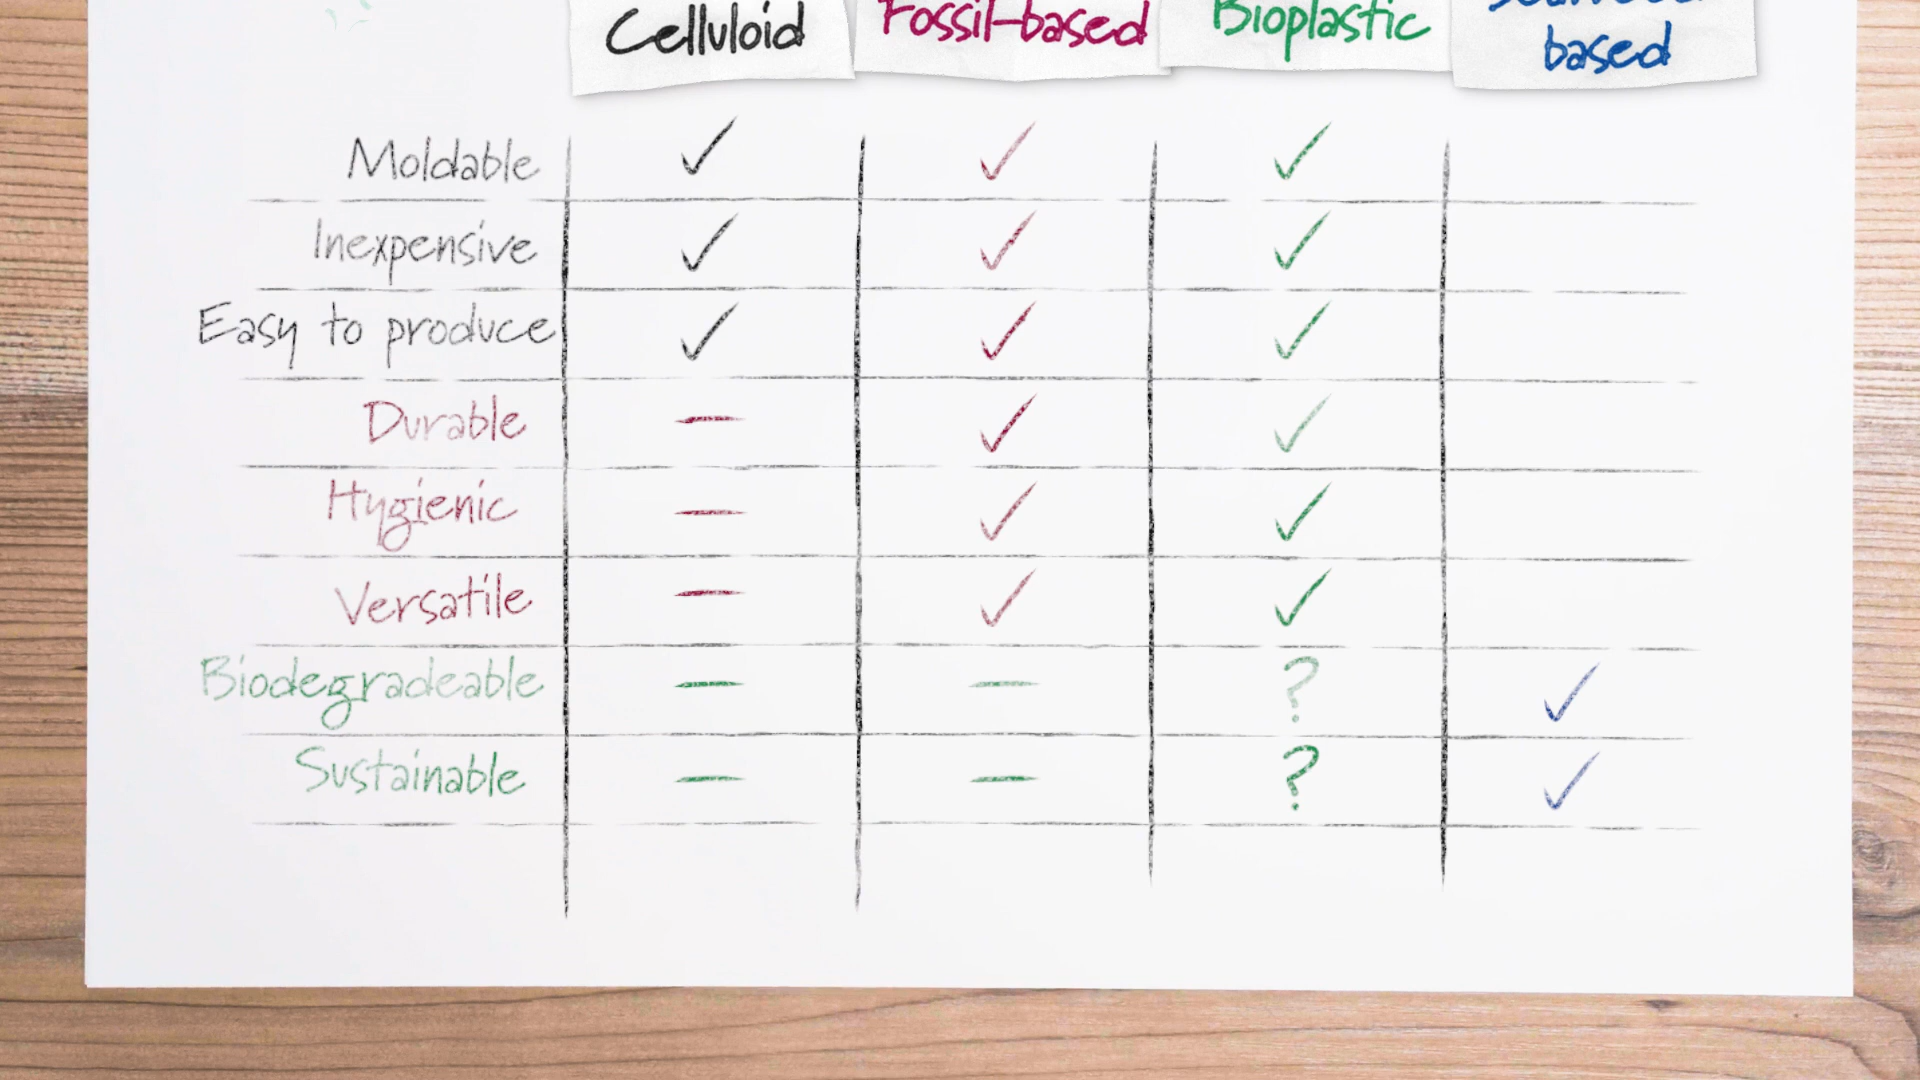 Celluloid
Fossil-based
Bioplastic
based
Moldable ✓ ✓ ✓
Inexpensive ✓ ✓ ✓
Easy to produce ✓ ✓ ✓
Durable – ✓ ✓
Hygienic – ✓ ✓
Versatile – ✓ ✓
Biodegradeable – – ? ✓
Sustainable – – ? ✓